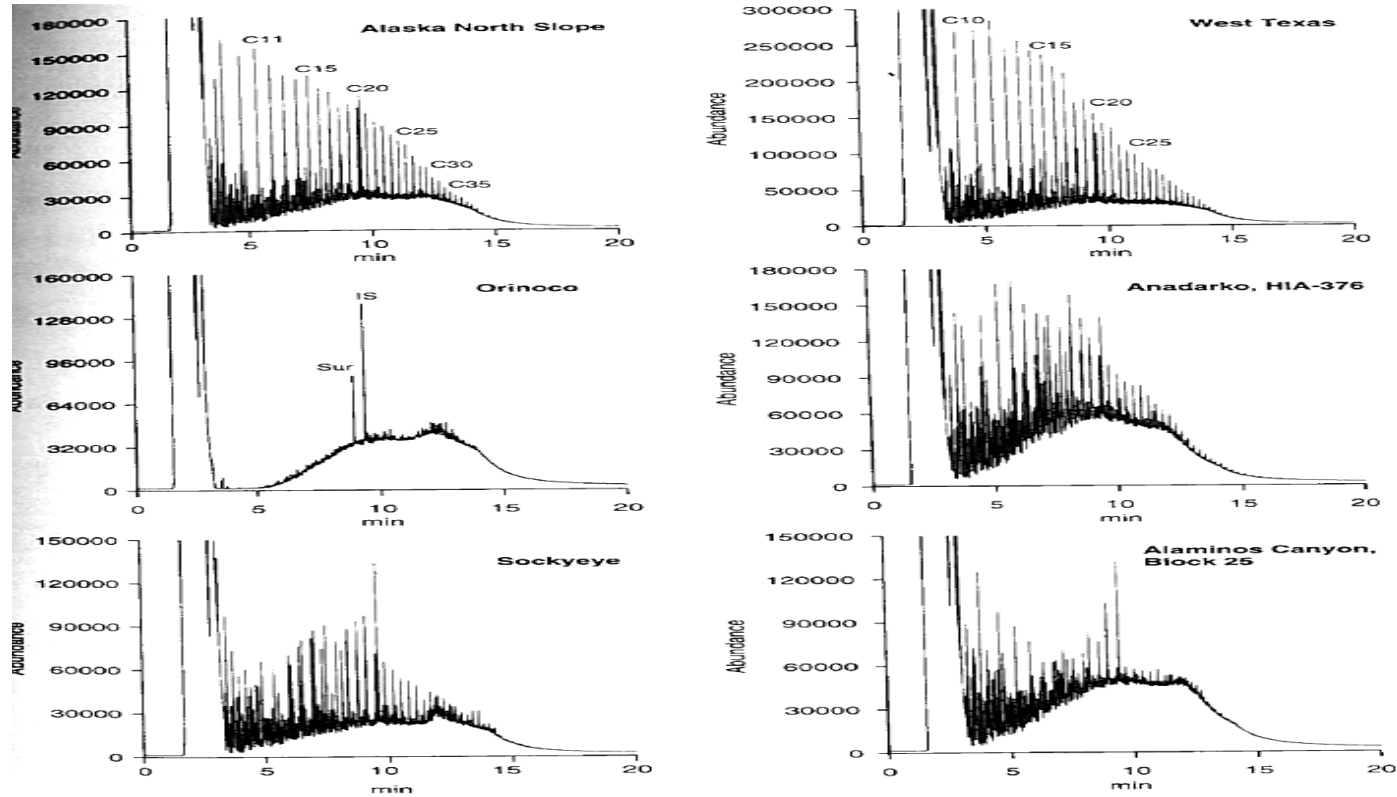 Alaska North Slope
180000
150000
120000
90000
60000
30000
0
C11
C15
C20
C25
C30
C35
0 5 10 15 20
min
Abundance
West Texas
300000
250000
200000
150000
100000
50000
0
C10
C15
C20
C25
0 5 10 15 20
min
Abundance
Orinoco
160000
128000
96000
64000
32000
0
Sur
IS
0 5 10 15 20
min
Abundance
Anadarko, HIA-376
180000
150000
120000
90000
60000
30000
0
0 5 10 15 20
min
Abundance
Sockyeye
150000
120000
90000
60000
30000
0
0 5 10 15 20
min
Abundance
Alaminos Canyon,
Block 25
150000
120000
90000
60000
30000
0
0 5 10 15 20
min
Abundance